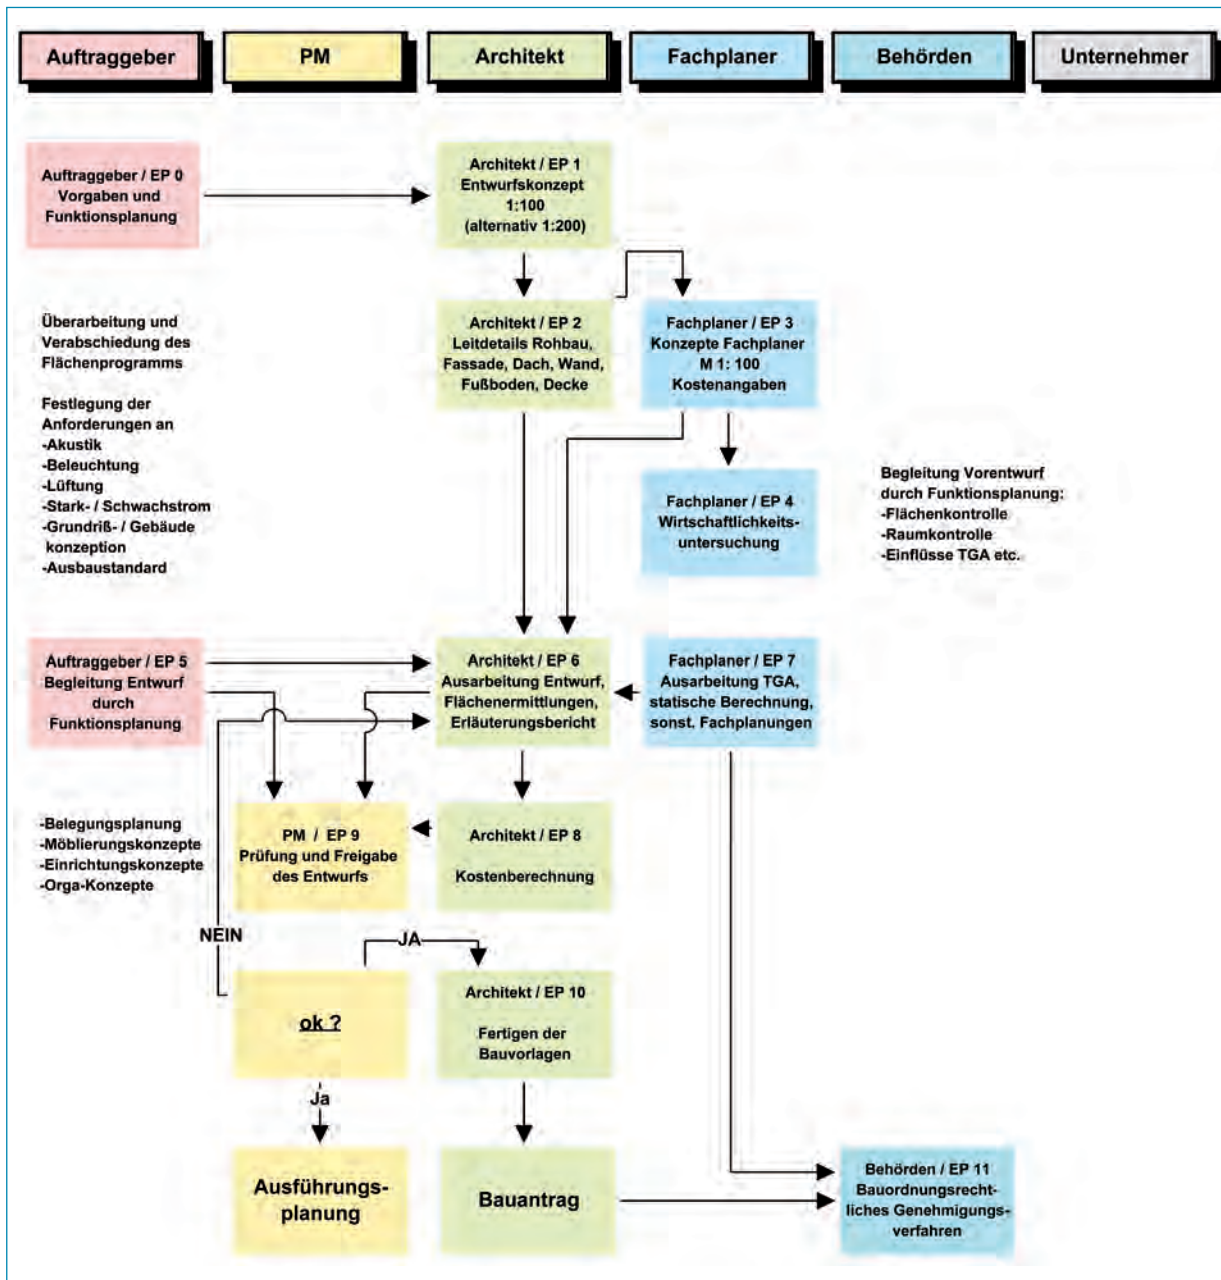 Auftraggeber
PM
Architekt
Fachplaner
Behörden
Unternehmer
Auftraggeber / EP 0
Vorgaben und
Funktionsplanung
Architekt / EP 1
Entwurfskonzept
1:100
(alternativ 1:200)
Überarbeitung und
Verabschiedung des
Flächenprogramms
Festlegung der
Anforderungen an
-Akustik
-Beleuchtung
-Lüftung
-Stark- / Schwachstrom
-Grundriß- / Gebäude
konzeption
-Ausbaustandard
Architekt / EP 2
Leitdetails Rohbau,
Fassade, Dach, Wand,
Fußboden, Decke
Fachplaner / EP 3
Konzepte Fachplaner
M 1: 100
Kostenangaben
Fachplaner / EP 4
Wirtschaftlichkeits-
untersuchung
Begleitung Vorentwurf
durch Funktionsplanung:
-Flächenkontrolle
-Raumkontrolle
-Einflüsse TGA etc.
Auftraggeber / EP 5
Begleitung Entwurf
durch
Funktionsplanung
Architekt / EP 6
Ausarbeitung Entwurf,
Flächenermittlungen,
Erläuterungsbericht
Fachplaner / EP 7
Ausarbeitung TGA,
statische Berechnung,
sonst. Fachplanungen
-Belegungsplanung
-Möblierungskonzepte
-Einrichtungskonzepte
-Orga-Konzepte
PM / EP 9
Prüfung und Freigabe
des Entwurfs
Architekt / EP 8
Kostenberechnung
NEIN
JA
ok ?
Architekt / EP 10
Fertigen der
Bauvorlagen
Ja
Ausführungs-
planung
Bauantrag
Behörden / EP 11
Bauordnungsrecht-
liches Genehmigungs-
verfahren